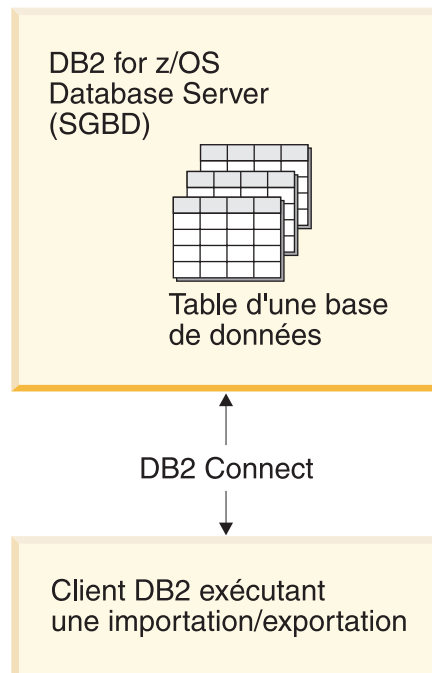 DB2 for z/OS
Database Server
(SGBD)
Table d'une base
de données
DB2 Connect
Client DB2 exécutant
une importation/exportation